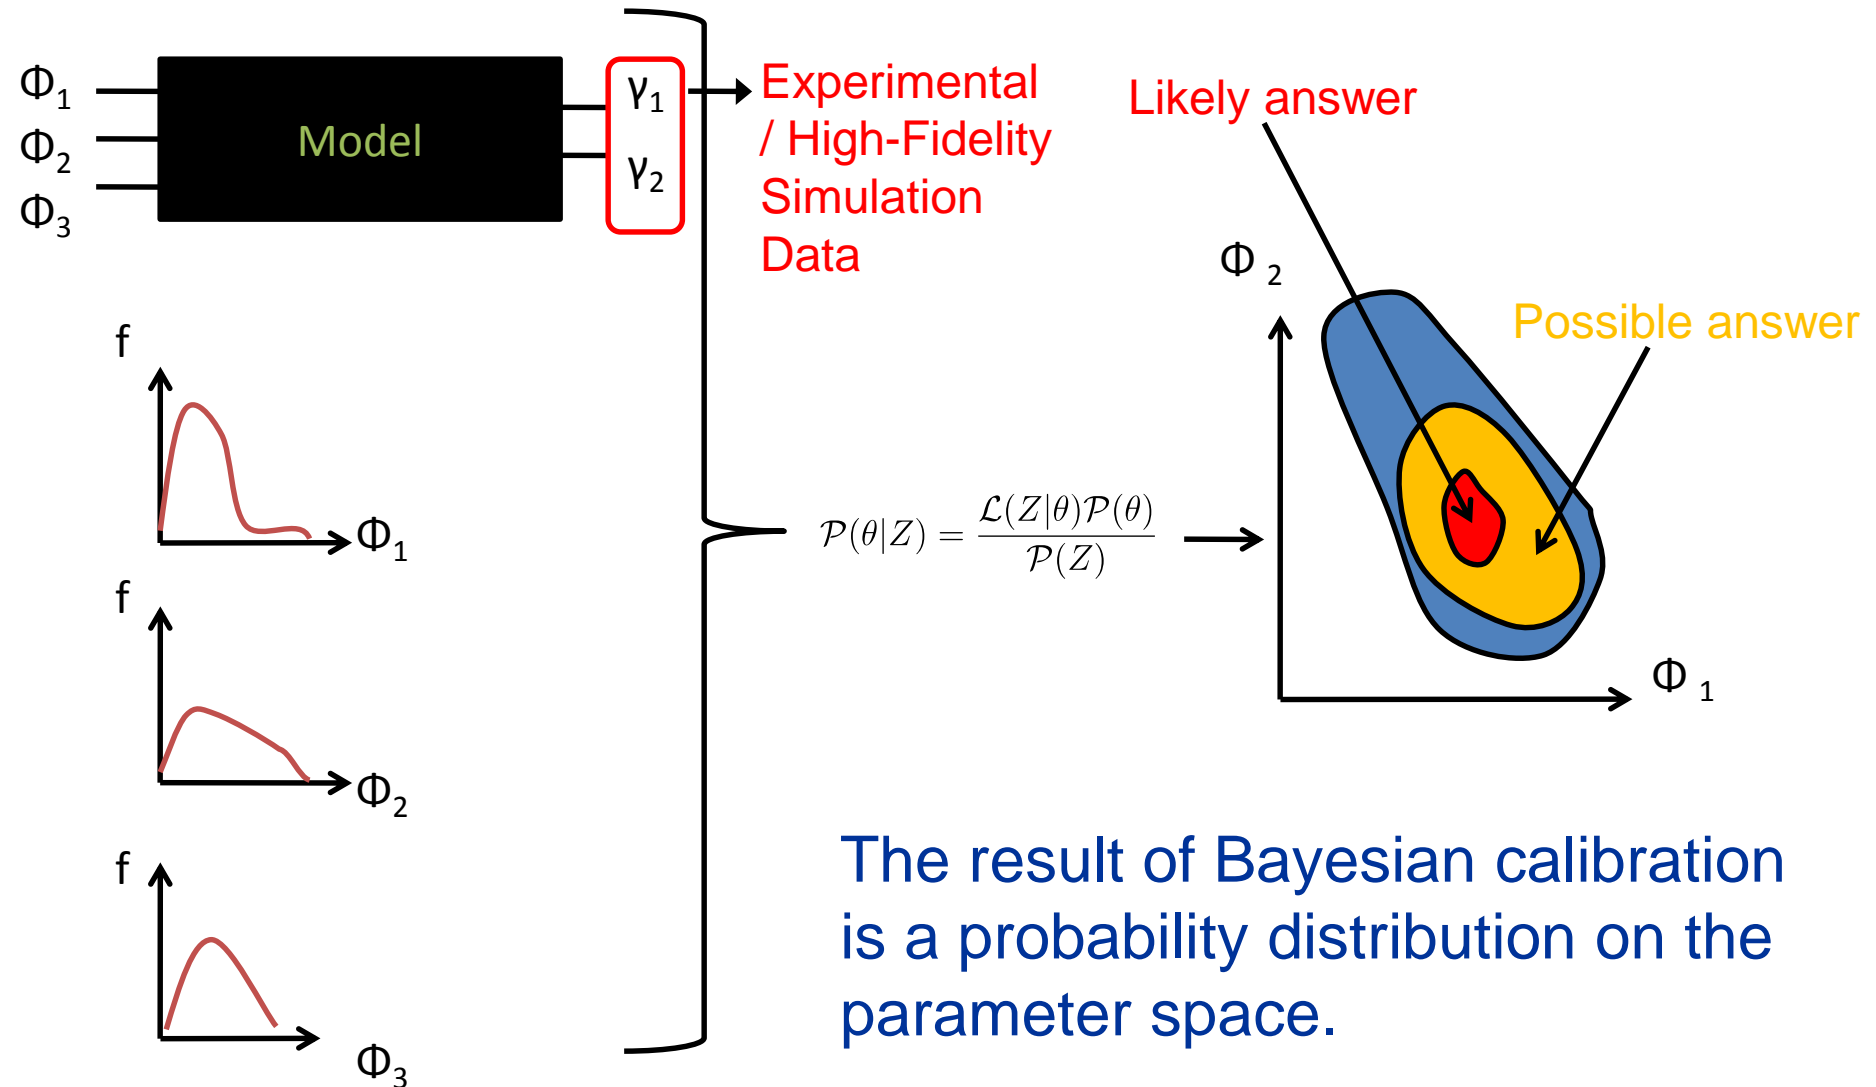 Φ1
Φ2
Φ3
Model
γ1
γ2
Experimental
/ High-Fidelity
Simulation
Data
Likely answer
Possible answer
Φ 2
Φ 1
f
Φ1
f
Φ2
f
Φ3
𝒫(θ|Z) = ℒ(Z|θ)𝒫(θ) / 𝒫(Z)
The result of Bayesian calibration
is a probability distribution on the
parameter space.